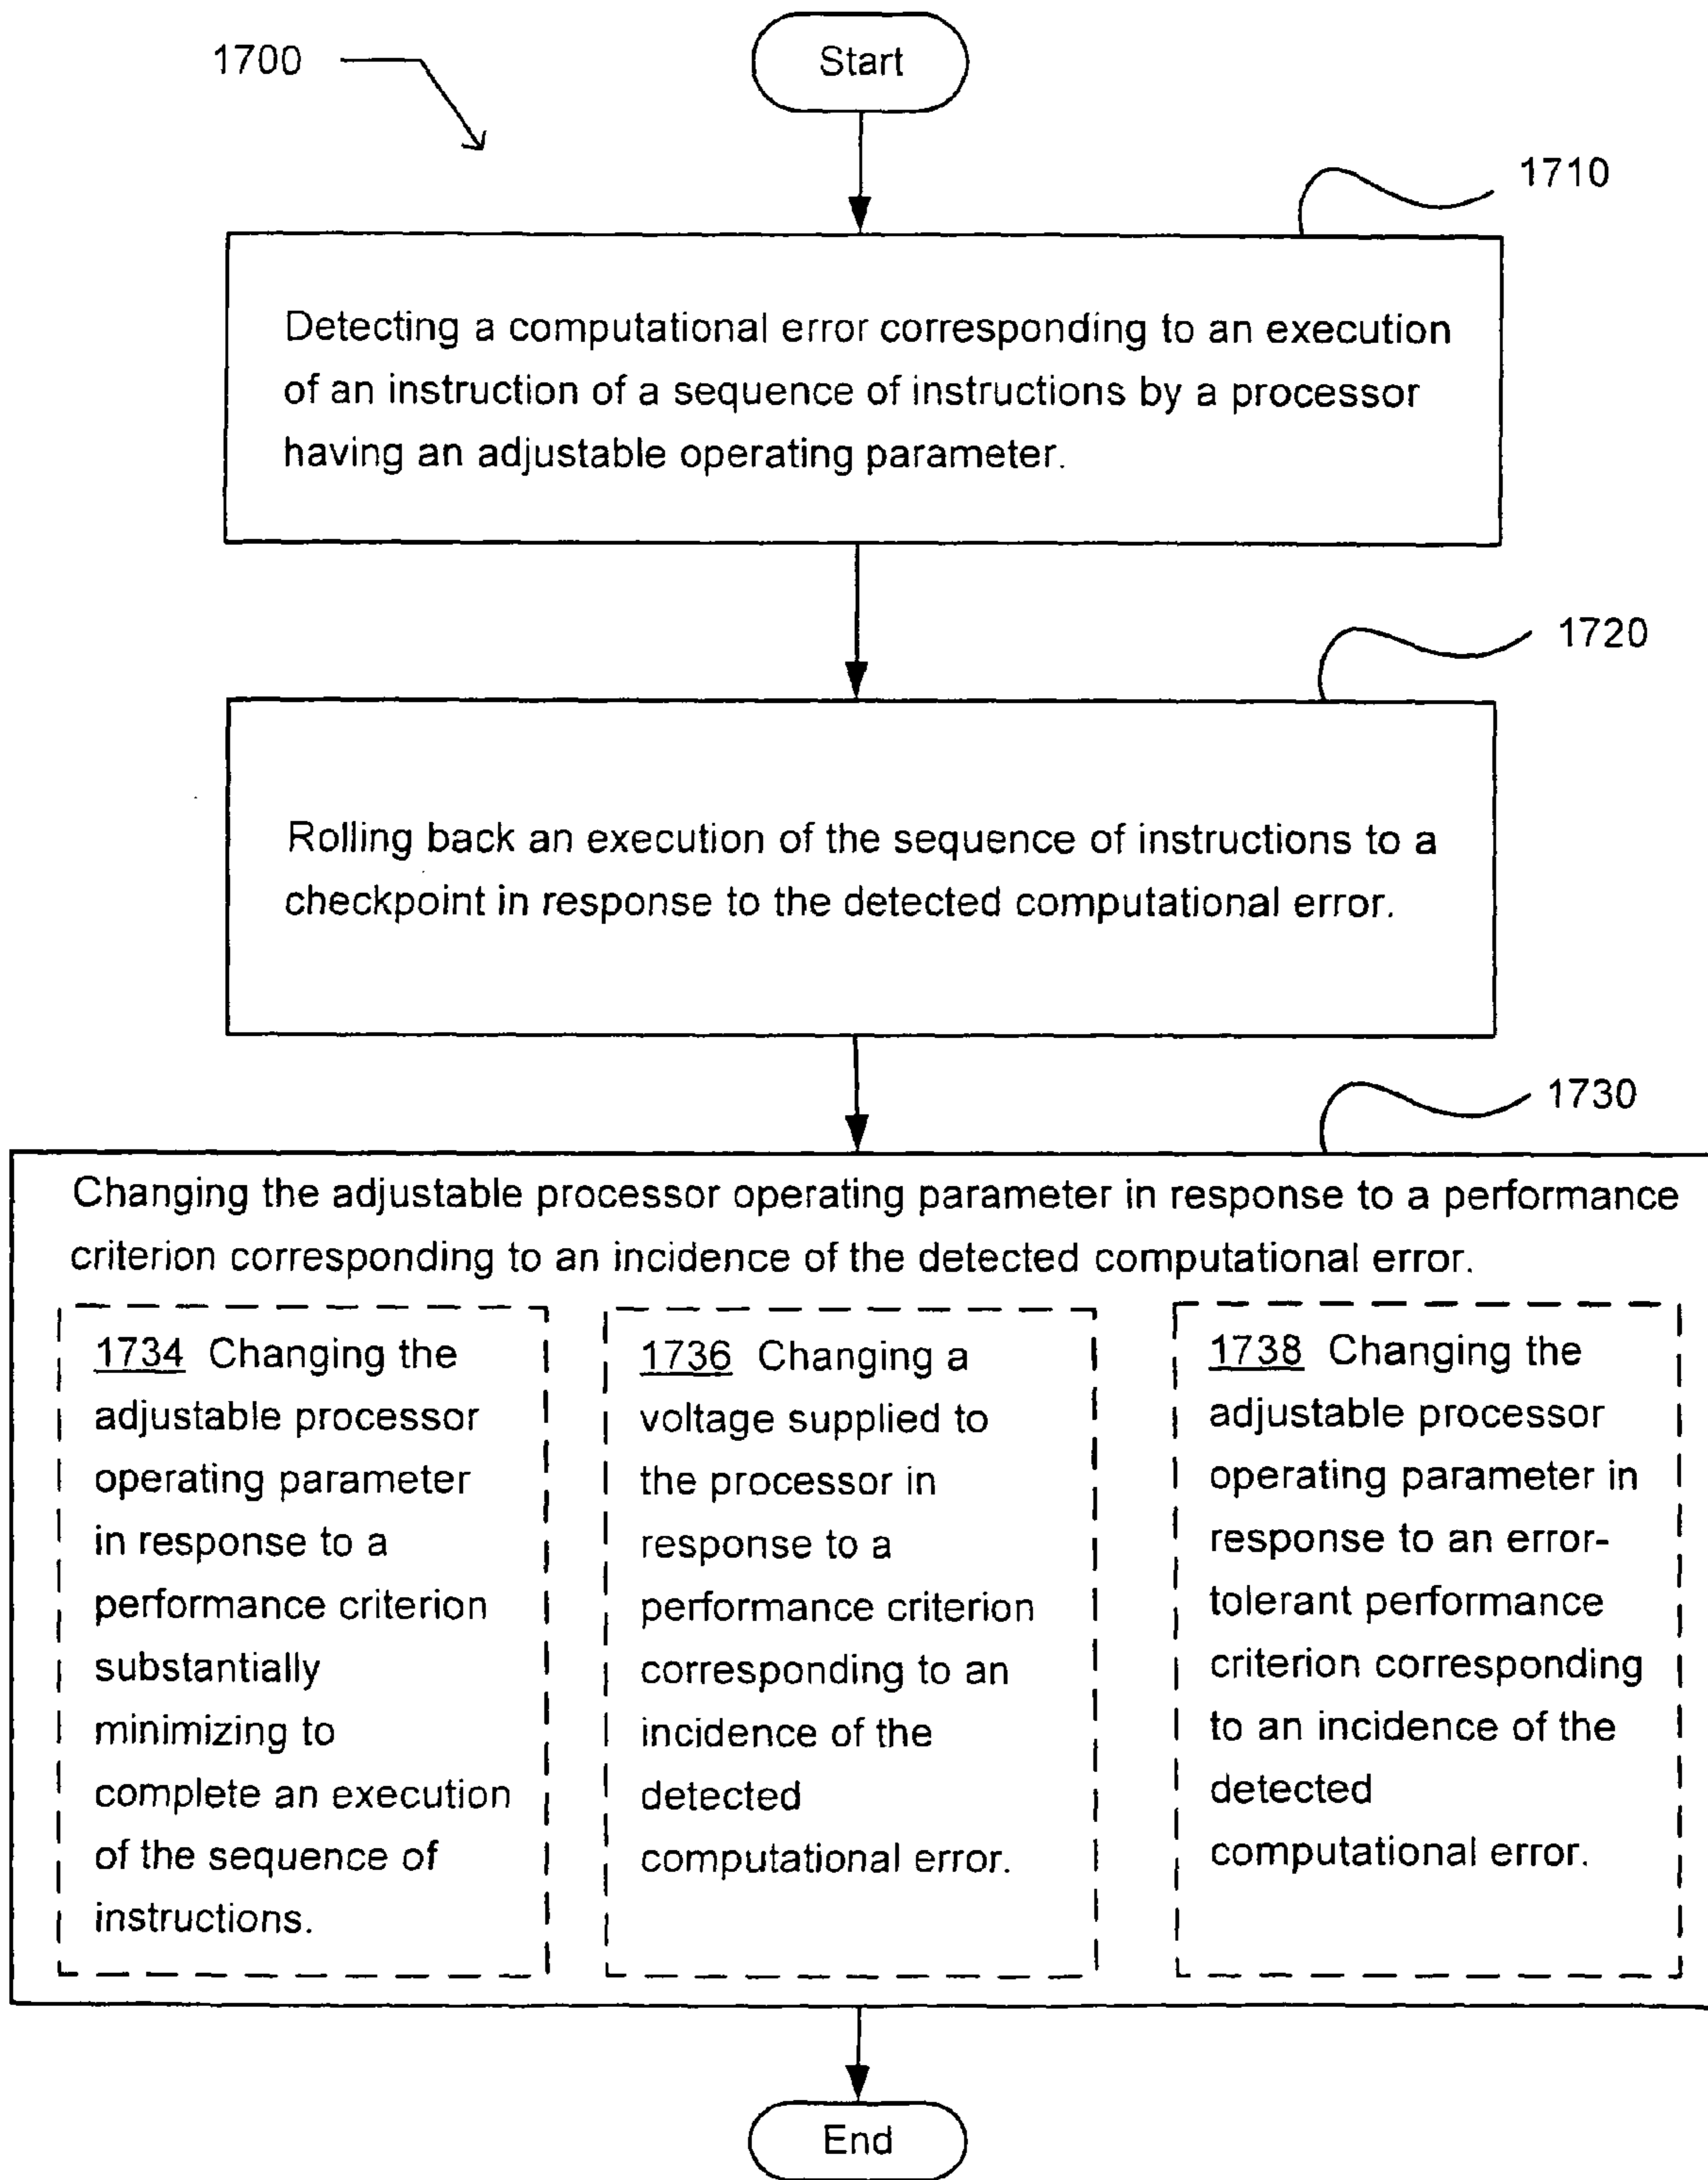 1700
Start
1710
Detecting a computational error corresponding to an execution
of an instruction of a sequence of instructions by a processor
having an adjustable operating parameter.
1720
Rolling back an execution of the sequence of instructions to a
checkpoint in response to the detected computational error.
1730
Changing the adjustable processor operating parameter in response to a performance
criterion corresponding to an incidence of the detected computational error.
1734 Changing the
adjustable processor
operating parameter
in response to a
performance criterion
substantially
minimizing to
complete an execution
of the sequence of
instructions.
1736 Changing a
voltage supplied to
the processor in
response to a
performance criterion
corresponding to an
incidence of the
detected
computational error.
1738 Changing the
adjustable processor
operating parameter in
response to an error-
tolerant performance
criterion corresponding
to an incidence of the
detected
computational error.
End